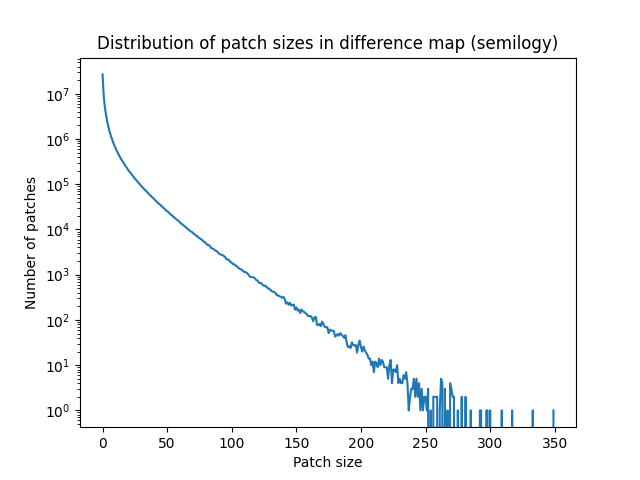 Distribution of patch sizes in difference map (semilogy)
Number of patches
10^7
10^6
10^5
10^4
10^3
10^2
10^1
10^0
0 50 100 150 200 250 300 350
Patch size